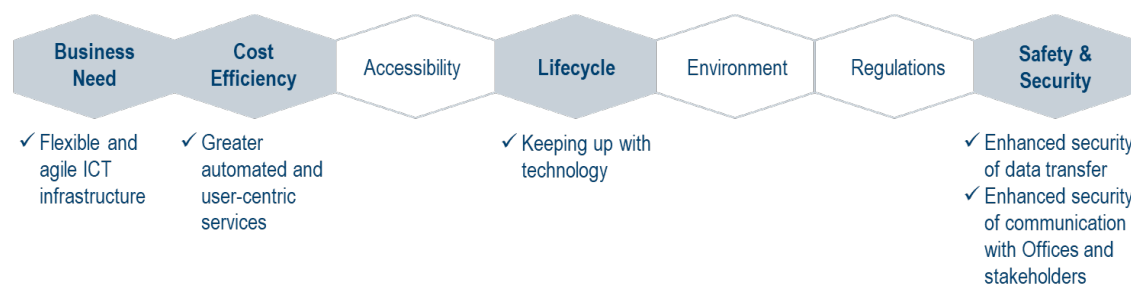 Business
Need
Cost
Efficiency
Accessibility
Lifecycle
Environment
Regulations
Safety &
Security
✓ Flexible and
agile ICT
infrastructure
✓ Greater
automated and
user-centric
services
✓ Keeping up with
technology
✓ Enhanced security
of data transfer
✓ Enhanced security
of communication
with Offices and
stakeholders